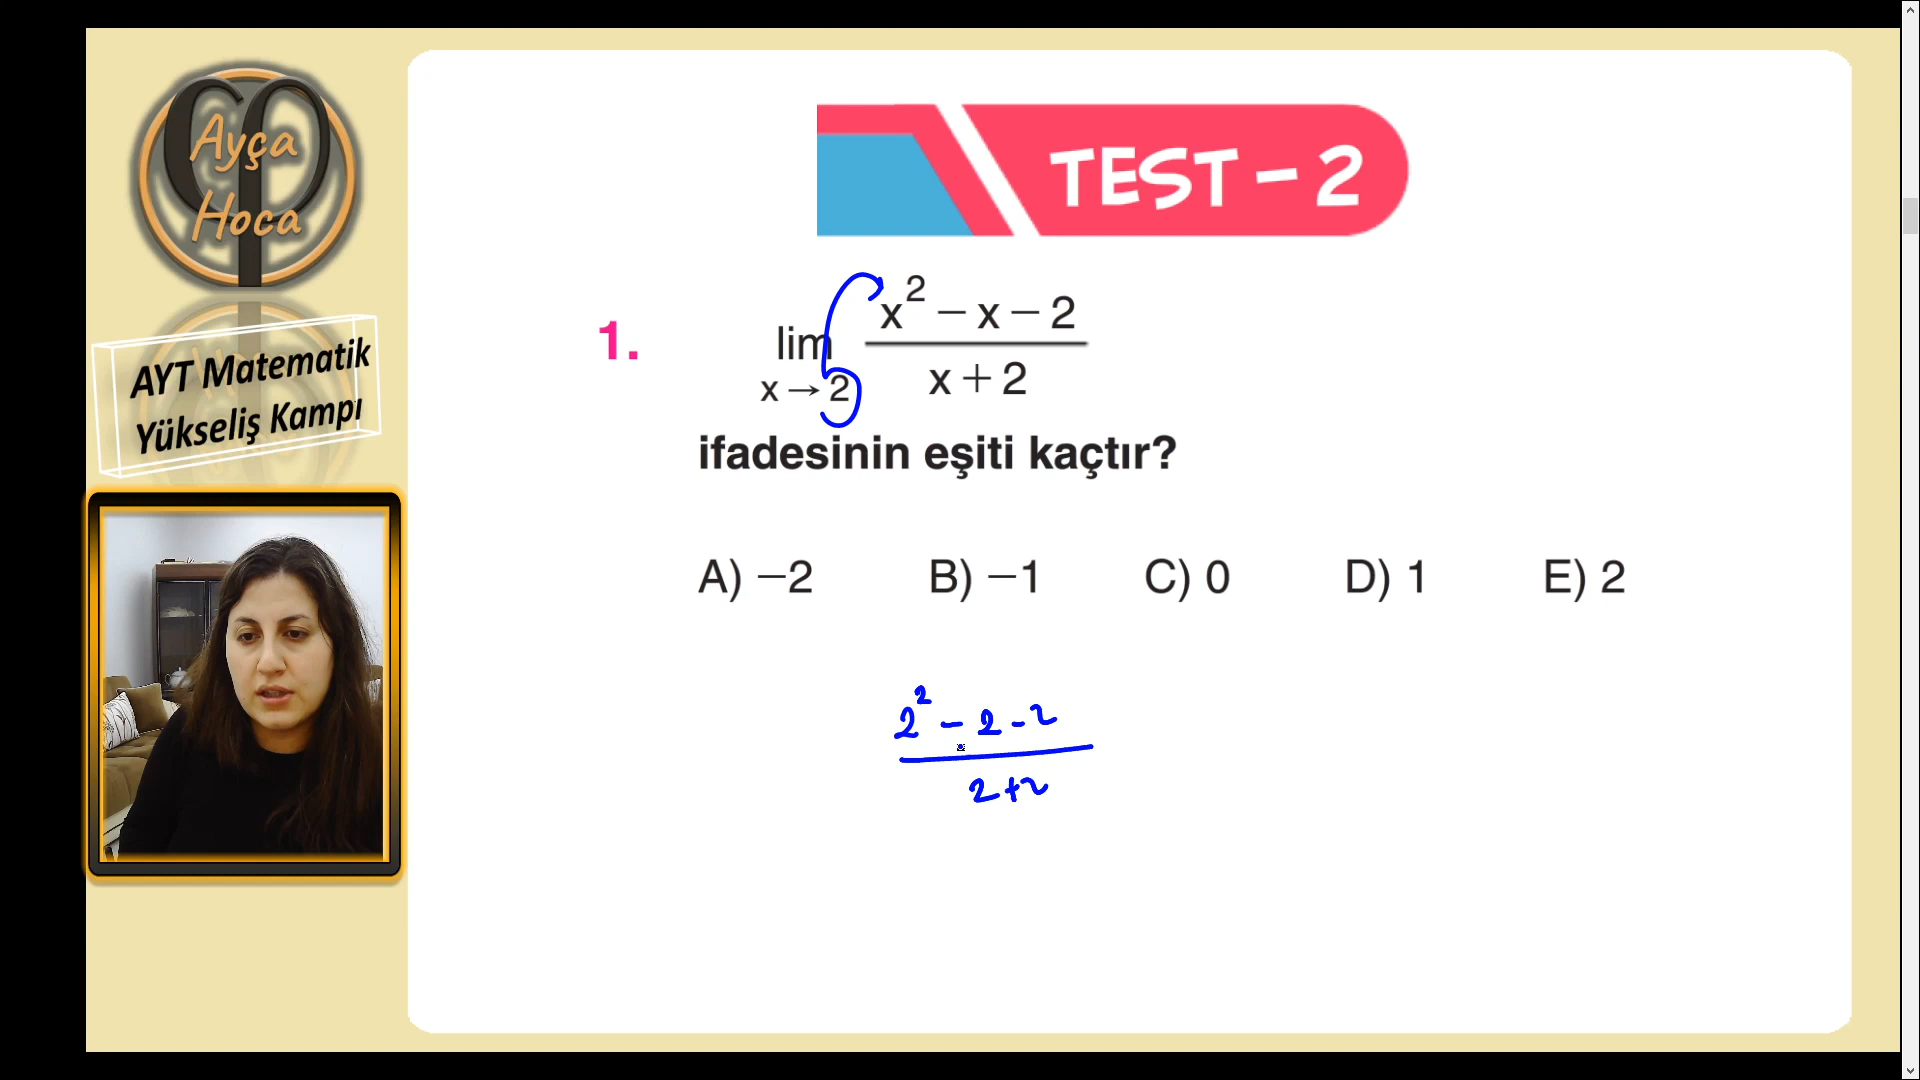 Ayça
Hoca
AYT Matematik
Yükseliş Kampı
TEST - 2
1. lim x → 2 (x² − x − 2) / (x + 2)
ifadesinin eşiti kaçtır?
A) −2 B) −1 C) 0 D) 1 E) 2
2² - 2 - 2
2+2